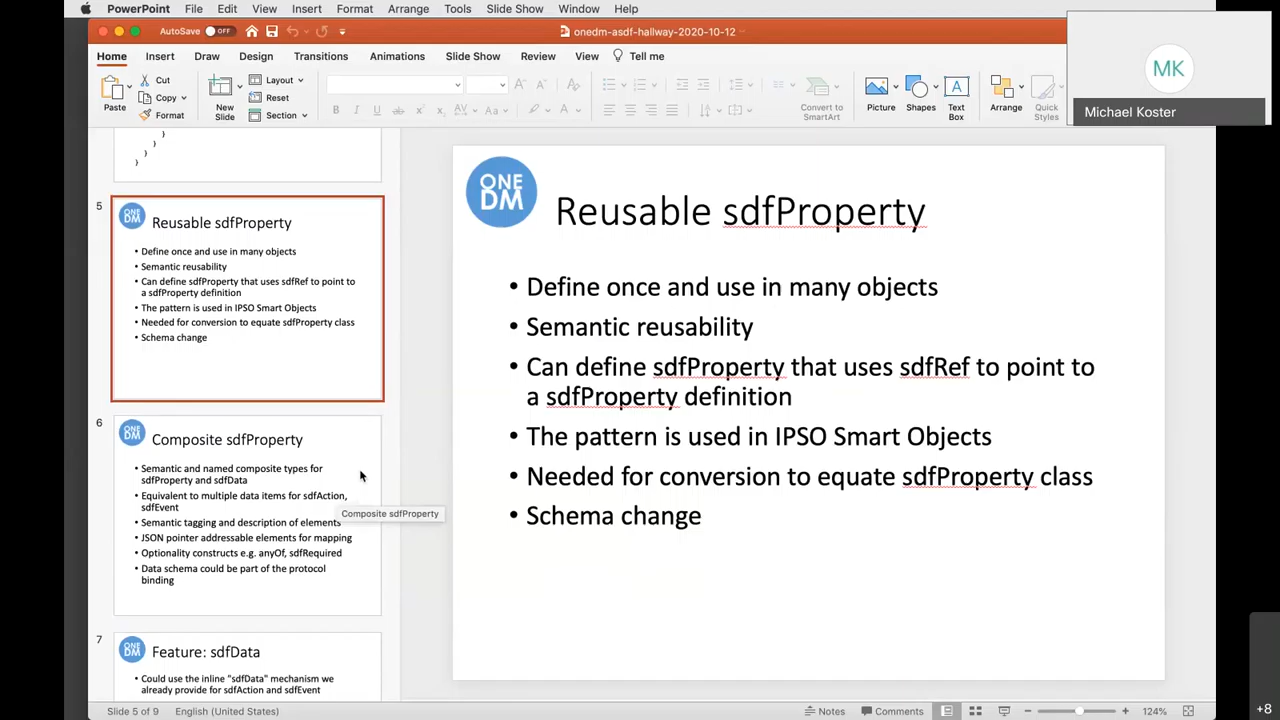 PowerPoint File Edit View Insert Format Arrange Tools Slide Show Window Help
AutoSave OFF onedm-asdf-hallway-2020-10-12
Home Insert Draw Design Transitions Animations Slide Show Review View Tell me
Paste
Cut
Copy
Format
New
Slide
Layout
Reset
Section
Convert to
SmartArt
Picture
Shapes
Text
Box
Arrange
Quick
Styles
MK
Michael Koster
}
}
}
}
5
ONE
DM
Reusable sdfProperty
• Define once and use in many objects
• Semantic reusability
• Can define sdfProperty that uses sdfRef to point to
a sdfProperty definition
• The pattern is used in IPSO Smart Objects
• Needed for conversion to equate sdfProperty class
• Schema change
6
ONE
DM
Composite sdfProperty
• Semantic and named composite types for
sdfProperty and sdfData
• Equivalent to multiple data items for sdfAction,
sdfEvent
• Semantic tagging and description of elements
• JSON pointer addressable elements for mapping
• Optionality constructs e.g. anyOf, sdfRequired
• Data schema could be part of the protocol
binding
Composite sdfProperty
7
ONE
DM
Feature: sdfData
• Could use the inline "sdfData" mechanism we
already provide for sdfAction and sdfEvent
ONE
DM
Reusable sdfProperty
• Define once and use in many objects
• Semantic reusability
• Can define sdfProperty that uses sdfRef to point to
a sdfProperty definition
• The pattern is used in IPSO Smart Objects
• Needed for conversion to equate sdfProperty class
• Schema change
Slide 5 of 9 English (United States) Notes Comments 124%
+8